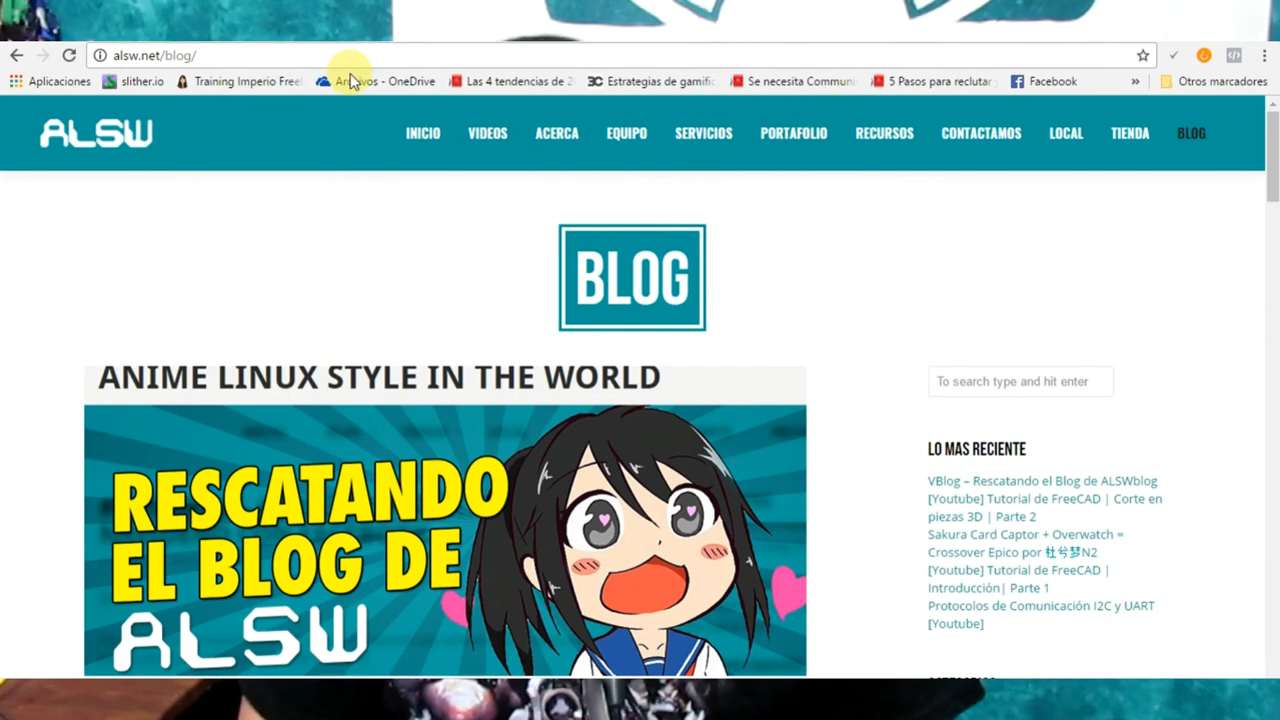 alsw.net/blog/
Aplicaciones slither.io Training Imperio Freel Archivos - OneDrive Las 4 tendencias de 2 Estrategias de gamific Se necesita Communi 5 Pasos para reclutar Facebook » Otros marcadores
ALSW INICIO VIDEOS ACERCA EQUIPO SERVICIOS PORTAFOLIO RECURSOS CONTACTAMOS LOCAL TIENDA BLOG
BLOG
ANIME LINUX STYLE IN THE WORLD
RESCATANDO
EL BLOG DE
ALSW
To search type and hit enter
LO MAS RECIENTE
VBlog – Rescatando el Blog de ALSWblog
[Youtube] Tutorial de FreeCAD | Corte en
piezas 3D | Parte 2
Sakura Card Captor + Overwatch =
Crossover Epico por 杜兮梦N2
[Youtube] Tutorial de FreeCAD |
Introducción| Parte 1
Protocolos de Comunicación I2C y UART
[Youtube]